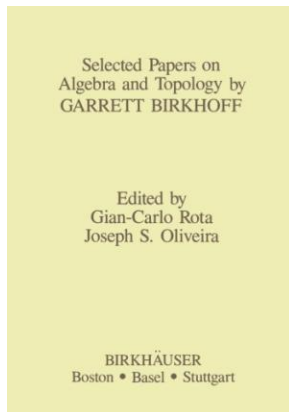 Selected Papers on
Algebra and Topology by
GARRETT BIRKHOFF
Edited by
Gian-Carlo Rota
Joseph S. Oliveira
BIRKHÄUSER
Boston • Basel • Stuttgart